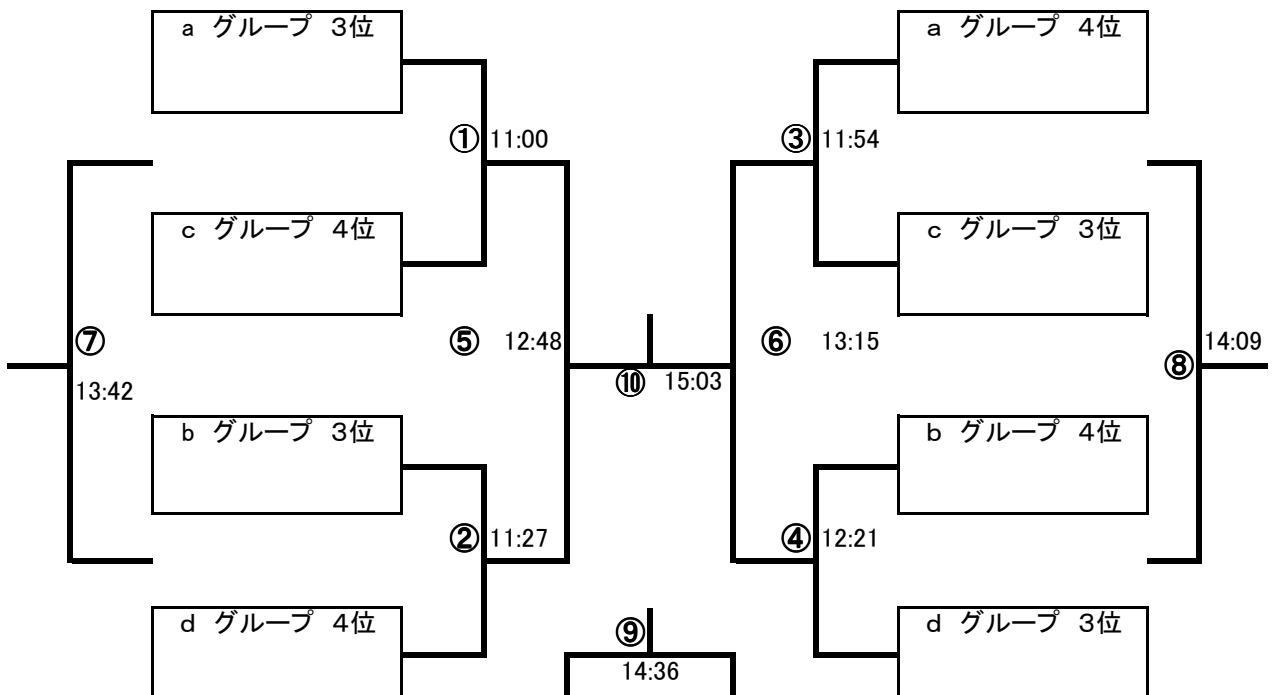 a グループ 3位
a グループ 4位
① 11:00
③ 11:54
c グループ 4位
c グループ 3位
⑦
⑤ 12:48
⑥ 13:15
14:09
⑧
13:42
⑩ 15:03
b グループ 3位
b グループ 4位
② 11:27
④ 12:21
d グループ 4位
d グループ 3位
⑨
14:36